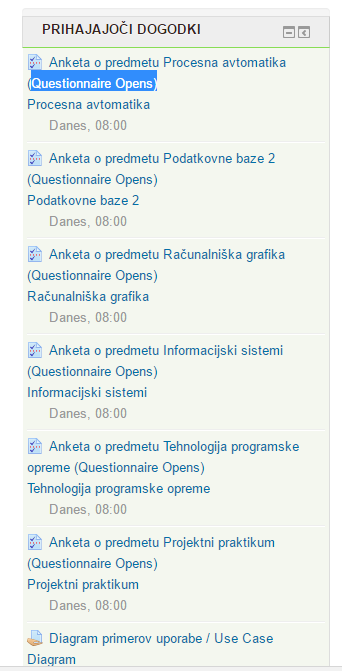 PRIHAJAJOČI DOGODKI
Anketa o predmetu Procesna avtomatika
(Questionnaire Opens)
Procesna avtomatika
Danes, 08:00
Anketa o predmetu Podatkovne baze 2
(Questionnaire Opens)
Podatkovne baze 2
Danes, 08:00
Anketa o predmetu Računalniška grafika
(Questionnaire Opens)
Računalniška grafika
Danes, 08:00
Anketa o predmetu Informacijski sistemi
(Questionnaire Opens)
Informacijski sistemi
Danes, 08:00
Anketa o predmetu Tehnologija programske
opreme (Questionnaire Opens)
Tehnologija programske opreme
Danes, 08:00
Anketa o predmetu Projektni praktikum
(Questionnaire Opens)
Projektni praktikum
Danes, 08:00
Diagram primerov uporabe / Use Case
Diagram